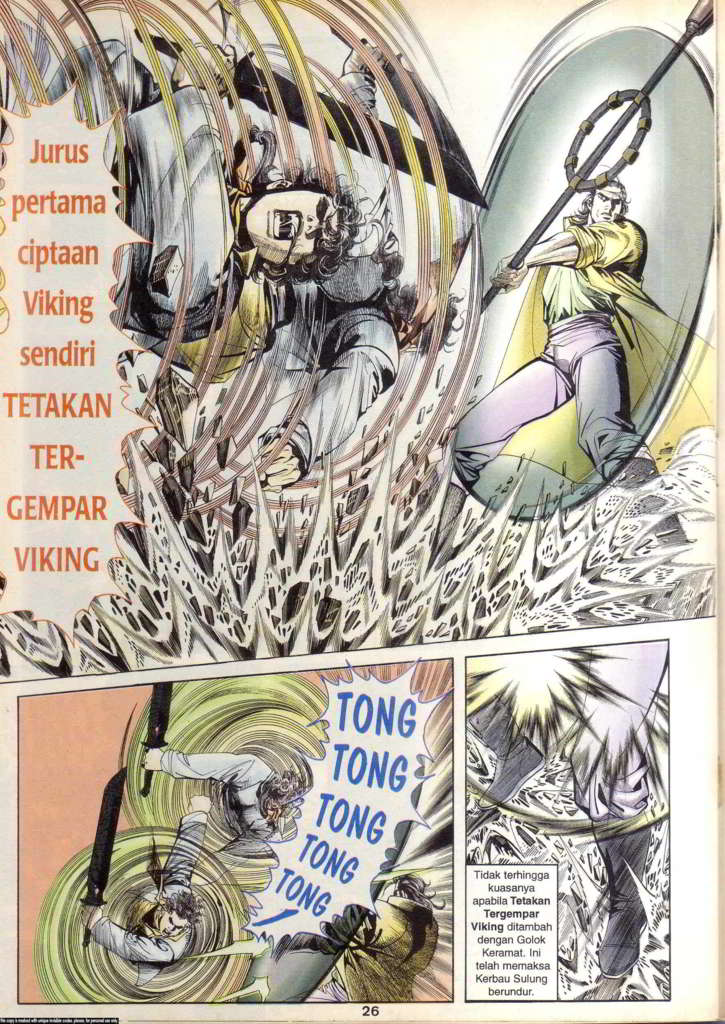 Jurus
pertama
ciptaan
Viking
sendiri
TETAKAN
TER-
GEMPAR
VIKING
TONG
TONG
TONG
TONG
TONG
Tidak terhingga
kuasanya
apabila Tetakan
Tergempar
Viking ditambah
dengan Golok
Keramat. Ini
telah memaksa
Kerbau Sulung
berundur.
26